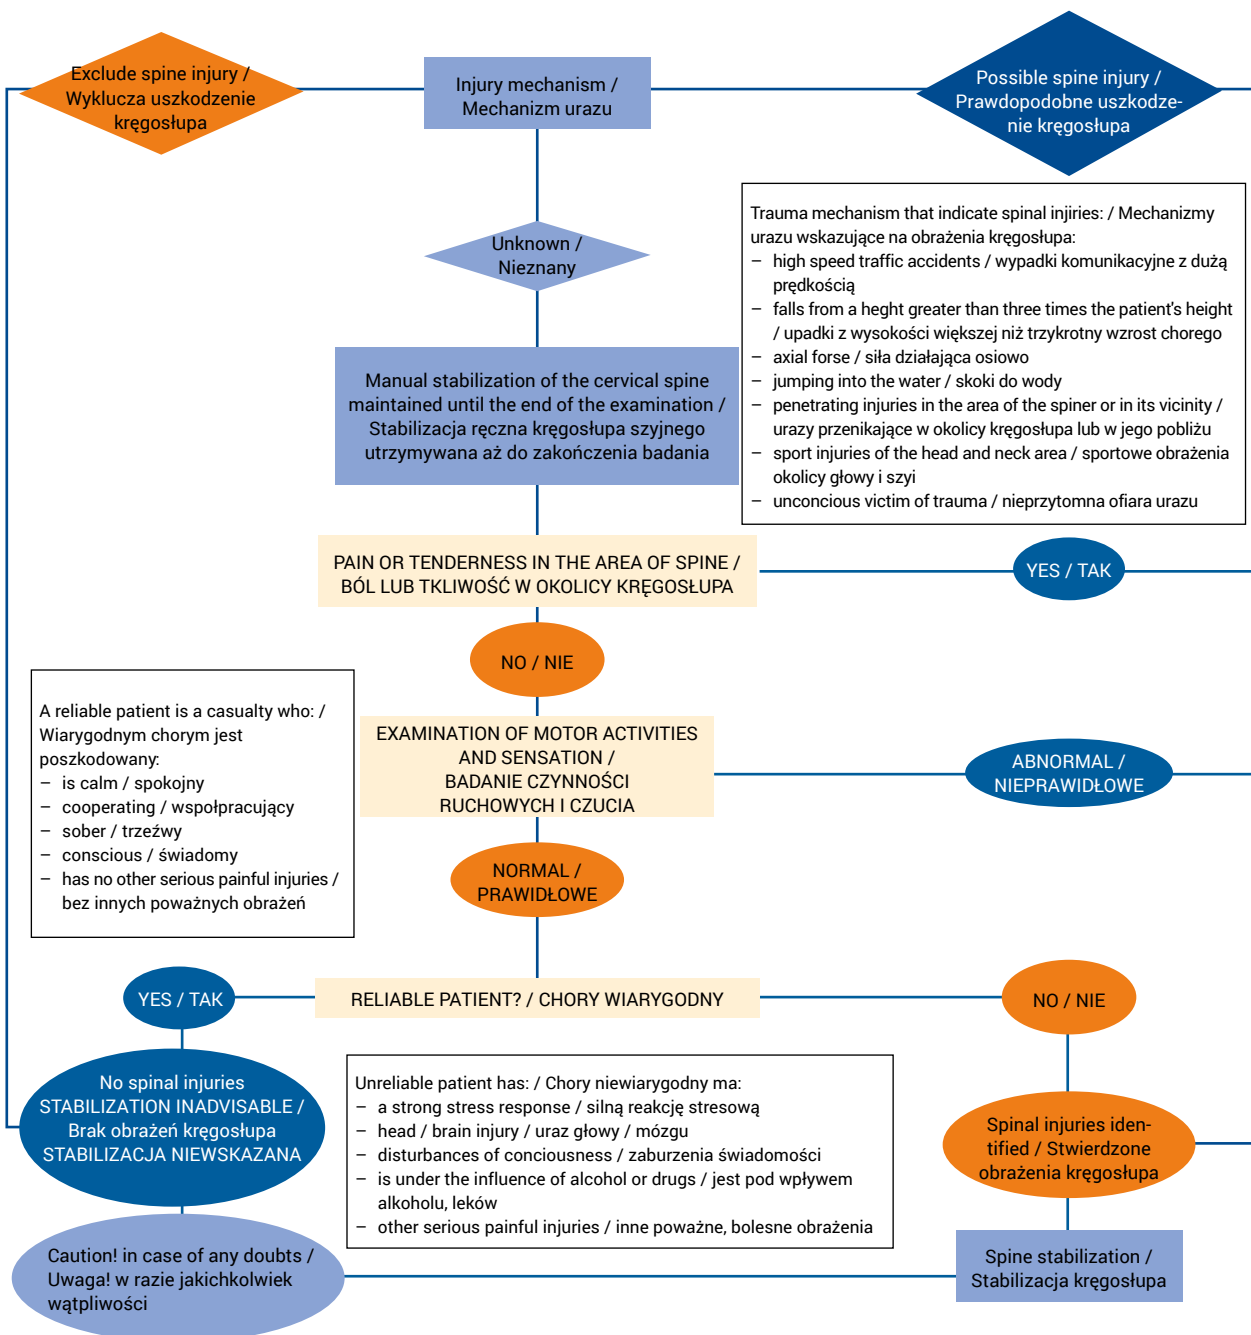 Exclude spine injury /
Wyklucza uszkodzenie
kręgosłupa
Injury mechanism /
Mechanizm urazu
Possible spine injury /
Prawdopodobne uszkodze-
nie kręgosłupa
Unknown /
Nieznany
Trauma mechanism that indicate spinal injiries: / Mechanizmy
urazu wskazujące na obrażenia kręgosłupa:
– high speed traffic accidents / wypadki komunikacyjne z dużą
prędkością
– falls from a heght greater than three times the patient's height
/ upadki z wysokości większej niż trzykrotny wzrost chorego
– axial forse / siła działająca osiowo
– jumping into the water / skoki do wody
– penetrating injuries in the area of the spiner or in its vicinity /
urazy przenikające w okolicy kręgosłupa lub w jego pobliżu
– sport injuries of the head and neck area / sportowe obrażenia
okolicy głowy i szyi
– unconcious victim of trauma / nieprzytomna ofiara urazu
Manual stabilization of the cervical spine
maintained until the end of the examination /
Stabilizacja ręczna kręgosłupa szyjnego
utrzymywana aż do zakończenia badania
PAIN OR TENDERNESS IN THE AREA OF SPINE /
BÓL LUB TKLIWOŚĆ W OKOLICY KRĘGOSŁUPA
YES / TAK
NO / NIE
A reliable patient is a casualty who: /
Wiarygodnym chorym jest
poszkodowany:
– is calm / spokojny
– cooperating / wspołpracujący
– sober / trzeźwy
– conscious / świadomy
– has no other serious painful injuries /
bez innych poważnych obrażeń
EXAMINATION OF MOTOR ACTIVITIES
AND SENSATION /
BADANIE CZYNNOŚCI
RUCHOWYCH I CZUCIA
ABNORMAL /
NIEPRAWIDŁOWE
NORMAL /
PRAWIDŁOWE
YES / TAK
RELIABLE PATIENT? / CHORY WIARYGODNY
NO / NIE
No spinal injuries
STABILIZATION INADVISABLE /
Brak obrażeń kręgosłupa
STABILIZACJA NIEWSKAZANA
Unreliable patient has: / Chory niewiarygodny ma:
– a strong stress response / silną reakcję stresową
– head / brain injury / uraz głowy / mózgu
– disturbances of conciousness / zaburzenia świadomości
– is under the influence of alcohol or drugs / jest pod wpływem
alkoholu, leków
– other serious painful injuries / inne poważne, bolesne obrażenia
Spinal injuries iden-
tified / Stwierdzone
obrażenia kręgosłupa
Caution! in case of any doubts /
Uwaga! w razie jakichkolwiek
wątpliwości
Spine stabilization /
Stabilizacja kręgosłupa